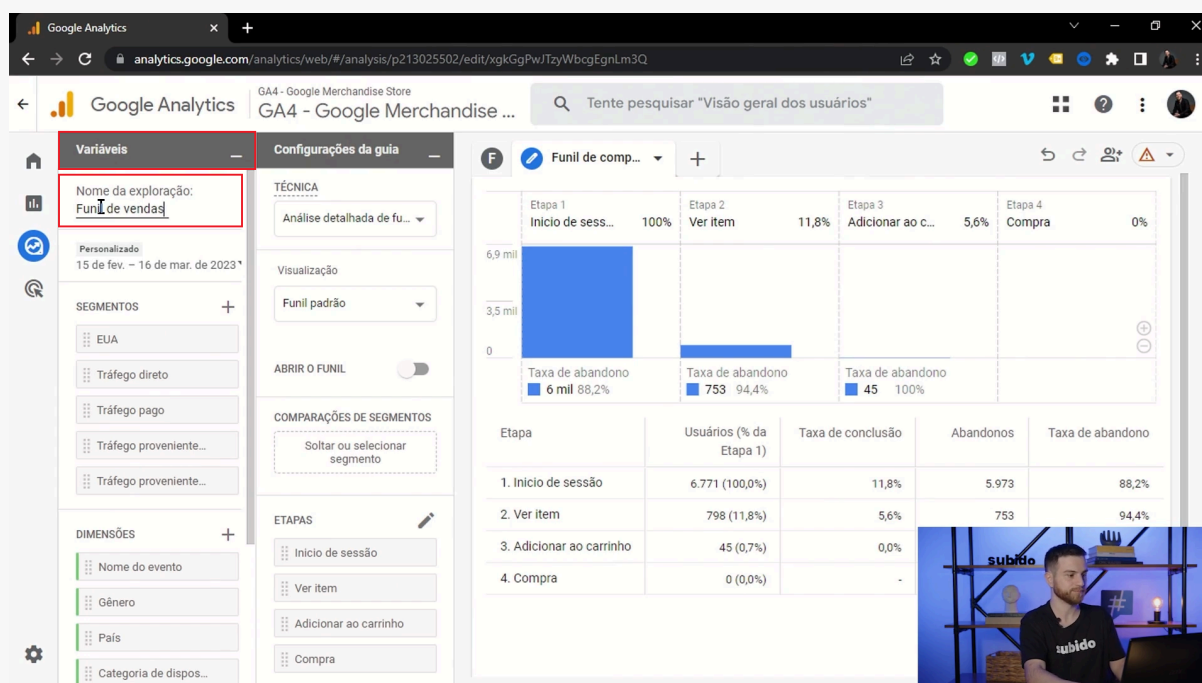 Google Analytics
analytics.google.com/analytics/web/#/analysis/p213025502/edit/xgkGgPwJTzyWbcgEgnLm3Q
Google Analytics
GA4 - Google Merchandise Store
GA4 - Google Merchandise ...
Tente pesquisar "Visão geral dos usuários"
Variáveis
Nome da exploração:
Funil de vendas
Personalizado
15 de fev. – 16 de mar. de 2023
SEGMENTOS
EUA
Tráfego direto
Tráfego pago
Tráfego proveniente...
Tráfego proveniente...
DIMENSÕES
Nome do evento
Gênero
País
Categoria de dispos...
Configurações da guia
TÉCNICA
Análise detalhada de fu...
Visualização
Funil padrão
ABRIR O FUNIL
COMPARAÇÕES DE SEGMENTOS
Soltar ou selecionar
segmento
ETAPAS
Inicio de sessão
Ver item
Adicionar ao carrinho
Compra
F
Funil de comp...
Etapa 1 Etapa 2 Etapa 3 Etapa 4
Inicio de sess... 100% Ver item 11,8% Adicionar ao c... 5,6% Compra 0%
6,9 mil
3,5 mil
0
Taxa de abandono Taxa de abandono Taxa de abandono
6 mil 88,2% 753 94,4% 45 100%
Etapa Usuários (% da Etapa 1) Taxa de conclusão Abandonos Taxa de abandono
1. Inicio de sessão 6.771 (100,0%) 11,8% 5.973 88,2%
2. Ver item 798 (11,8%) 5,6% 753 94,4%
3. Adicionar ao carrinho 45 (0,7%) 0,0%
4. Compra 0 (0,0%) -
subido
#
subido